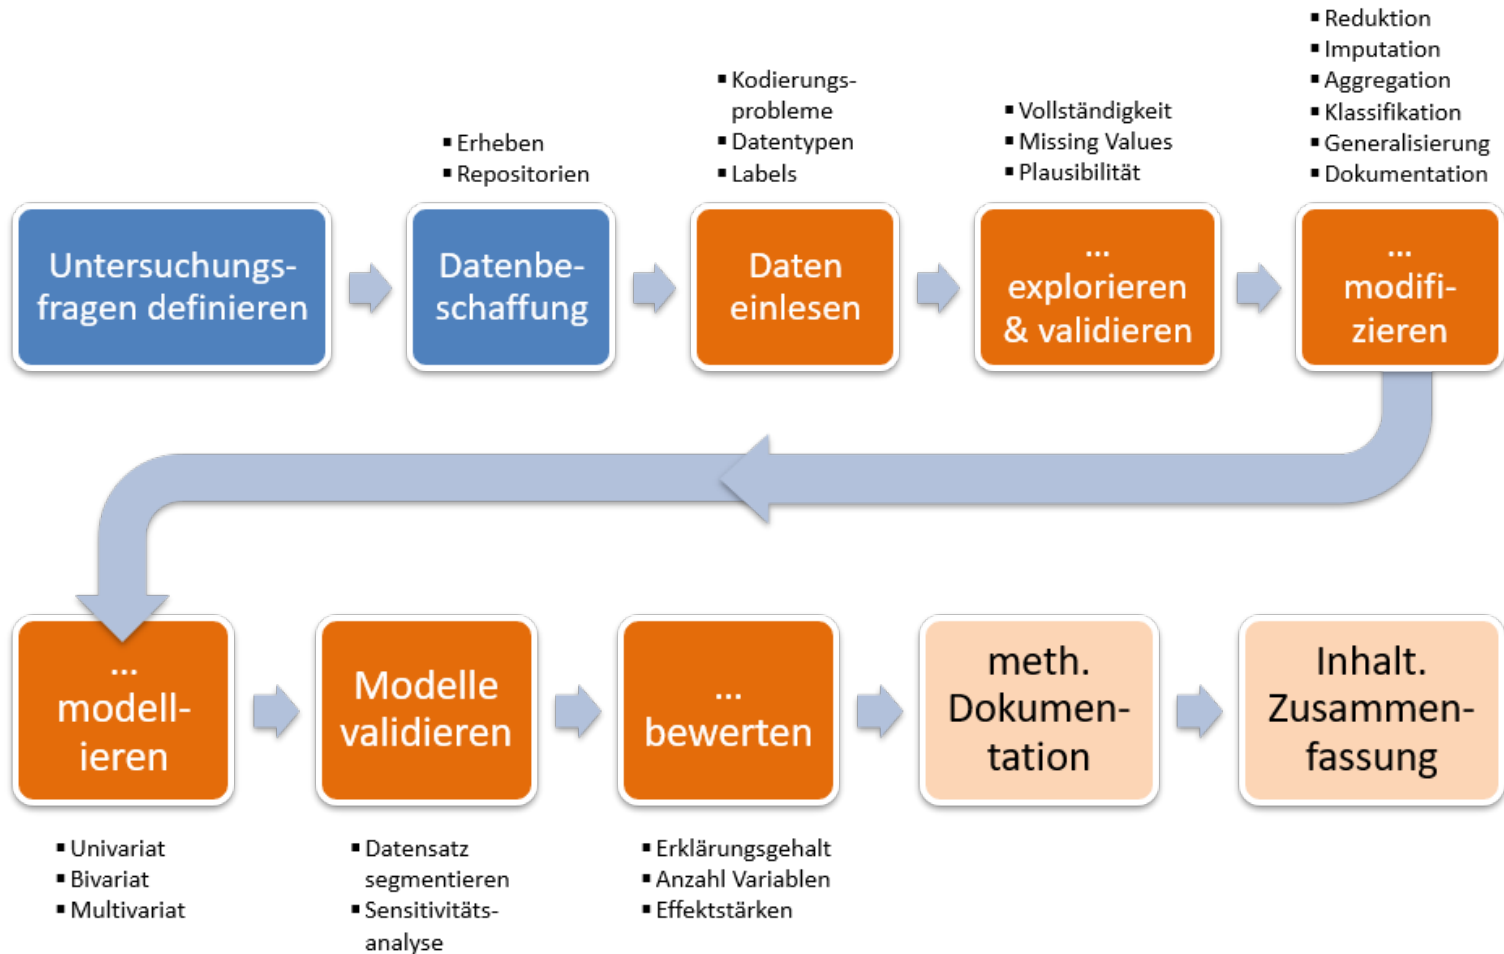 ▪ Erheben
▪ Repositorien
▪ Kodierungs-
probleme
▪ Datentypen
▪ Labels
▪ Vollständigkeit
▪ Missing Values
▪ Plausibilität
▪ Reduktion
▪ Imputation
▪ Aggregation
▪ Klassifikation
▪ Generalisierung
▪ Dokumentation
Untersuchungs-
fragen definieren
Datenbe-
schaffung
Daten
einlesen
...
explorieren
& validieren
...
modifi-
zieren
...
modell-
ieren
Modelle
validieren
...
bewerten
meth.
Dokumen-
tation
Inhalt.
Zusammen-
fassung
▪ Univariat
▪ Bivariat
▪ Multivariat
▪ Datensatz
segmentieren
▪ Sensitivitäts-
analyse
▪ Erklärungsgehalt
▪ Anzahl Variablen
▪ Effektstärken